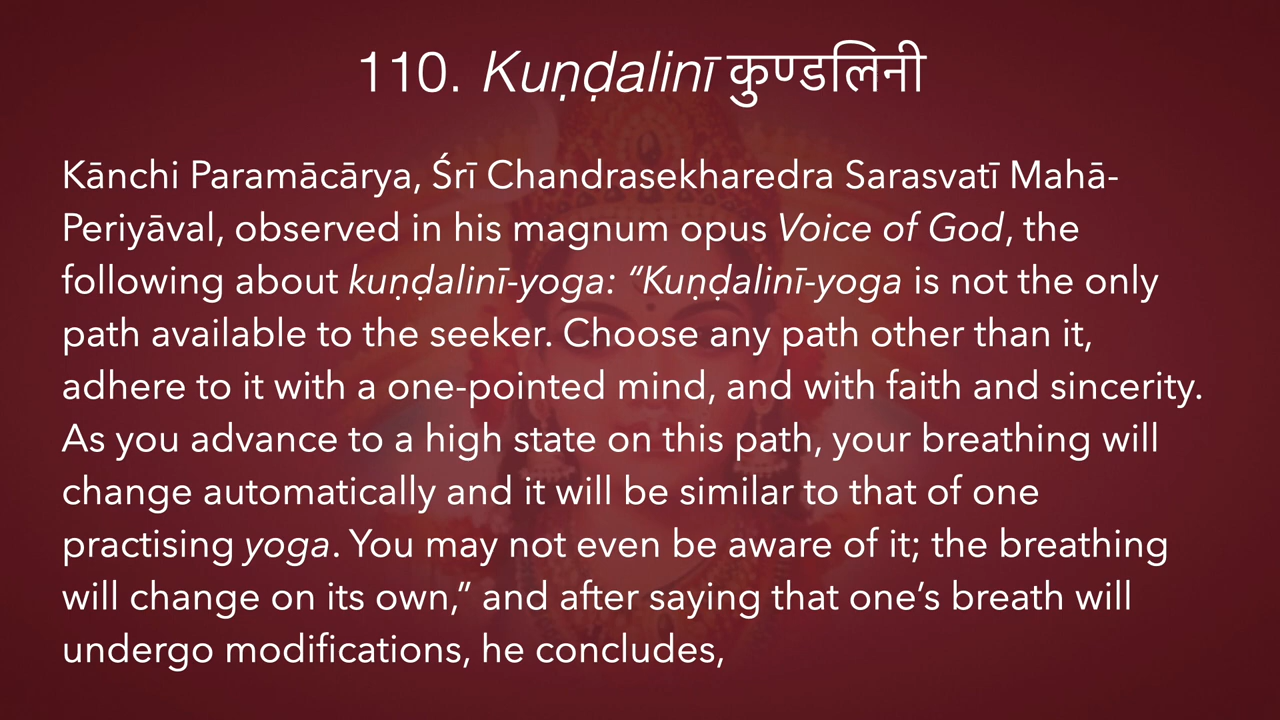 110. Kuṇḍalinī कुण्डलिनी
Kānchi Paramācārya, Śrī Chandrasekharedra Sarasvatī Mahā-
Periyāval, observed in his magnum opus Voice of God, the
following about kuṇḍalinī-yoga: “Kuṇḍalinī-yoga is not the only
path available to the seeker. Choose any path other than it,
adhere to it with a one-pointed mind, and with faith and sincerity.
As you advance to a high state on this path, your breathing will
change automatically and it will be similar to that of one
practising yoga. You may not even be aware of it; the breathing
will change on its own,” and after saying that one’s breath will
undergo modifications, he concludes,